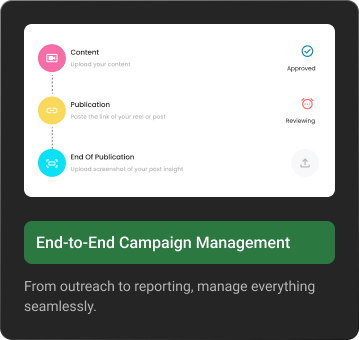 Content
Upload your content
Approved
Publication
Paste the link of your reel or post
Reviewing
End Of Publication
Upload screenshot of your post insight
End-to-End Campaign Management
From outreach to reporting, manage everything
seamlessly.